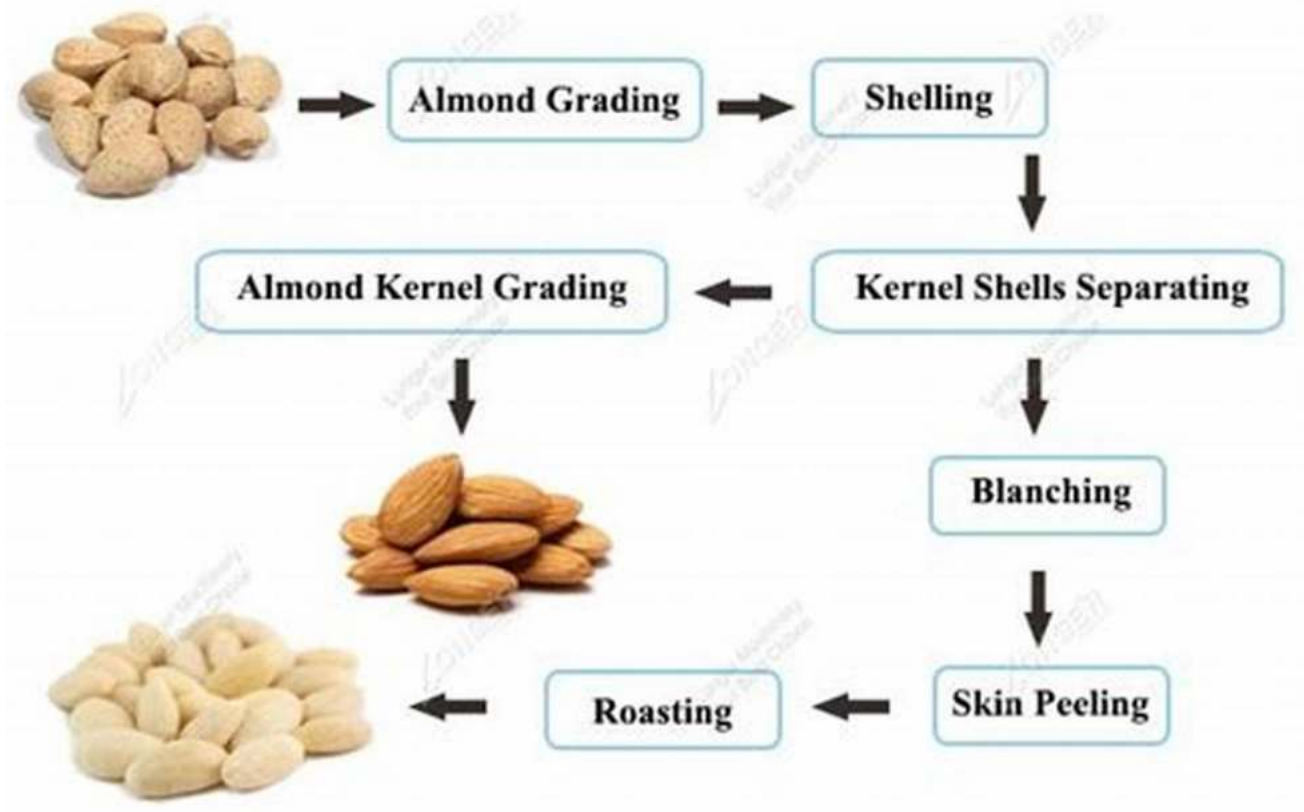 Almond Grading
Shelling
Almond Kernel Grading
Kernel Shells Separating
Blanching
Skin Peeling
Roasting